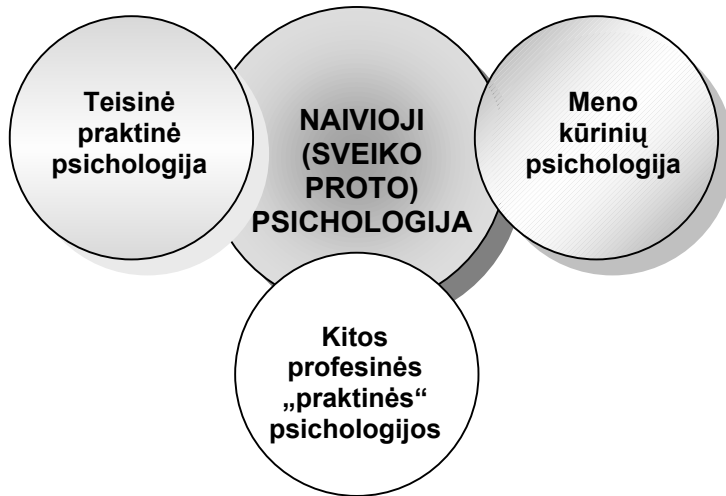 Teisinė
praktinė
psichologija
NAIVIOJI
(SVEIKO
PROTO)
PSICHOLOGIJA
Meno
kūrinių
psichologija
Kitos
profesinės
„praktinės“
psichologijos